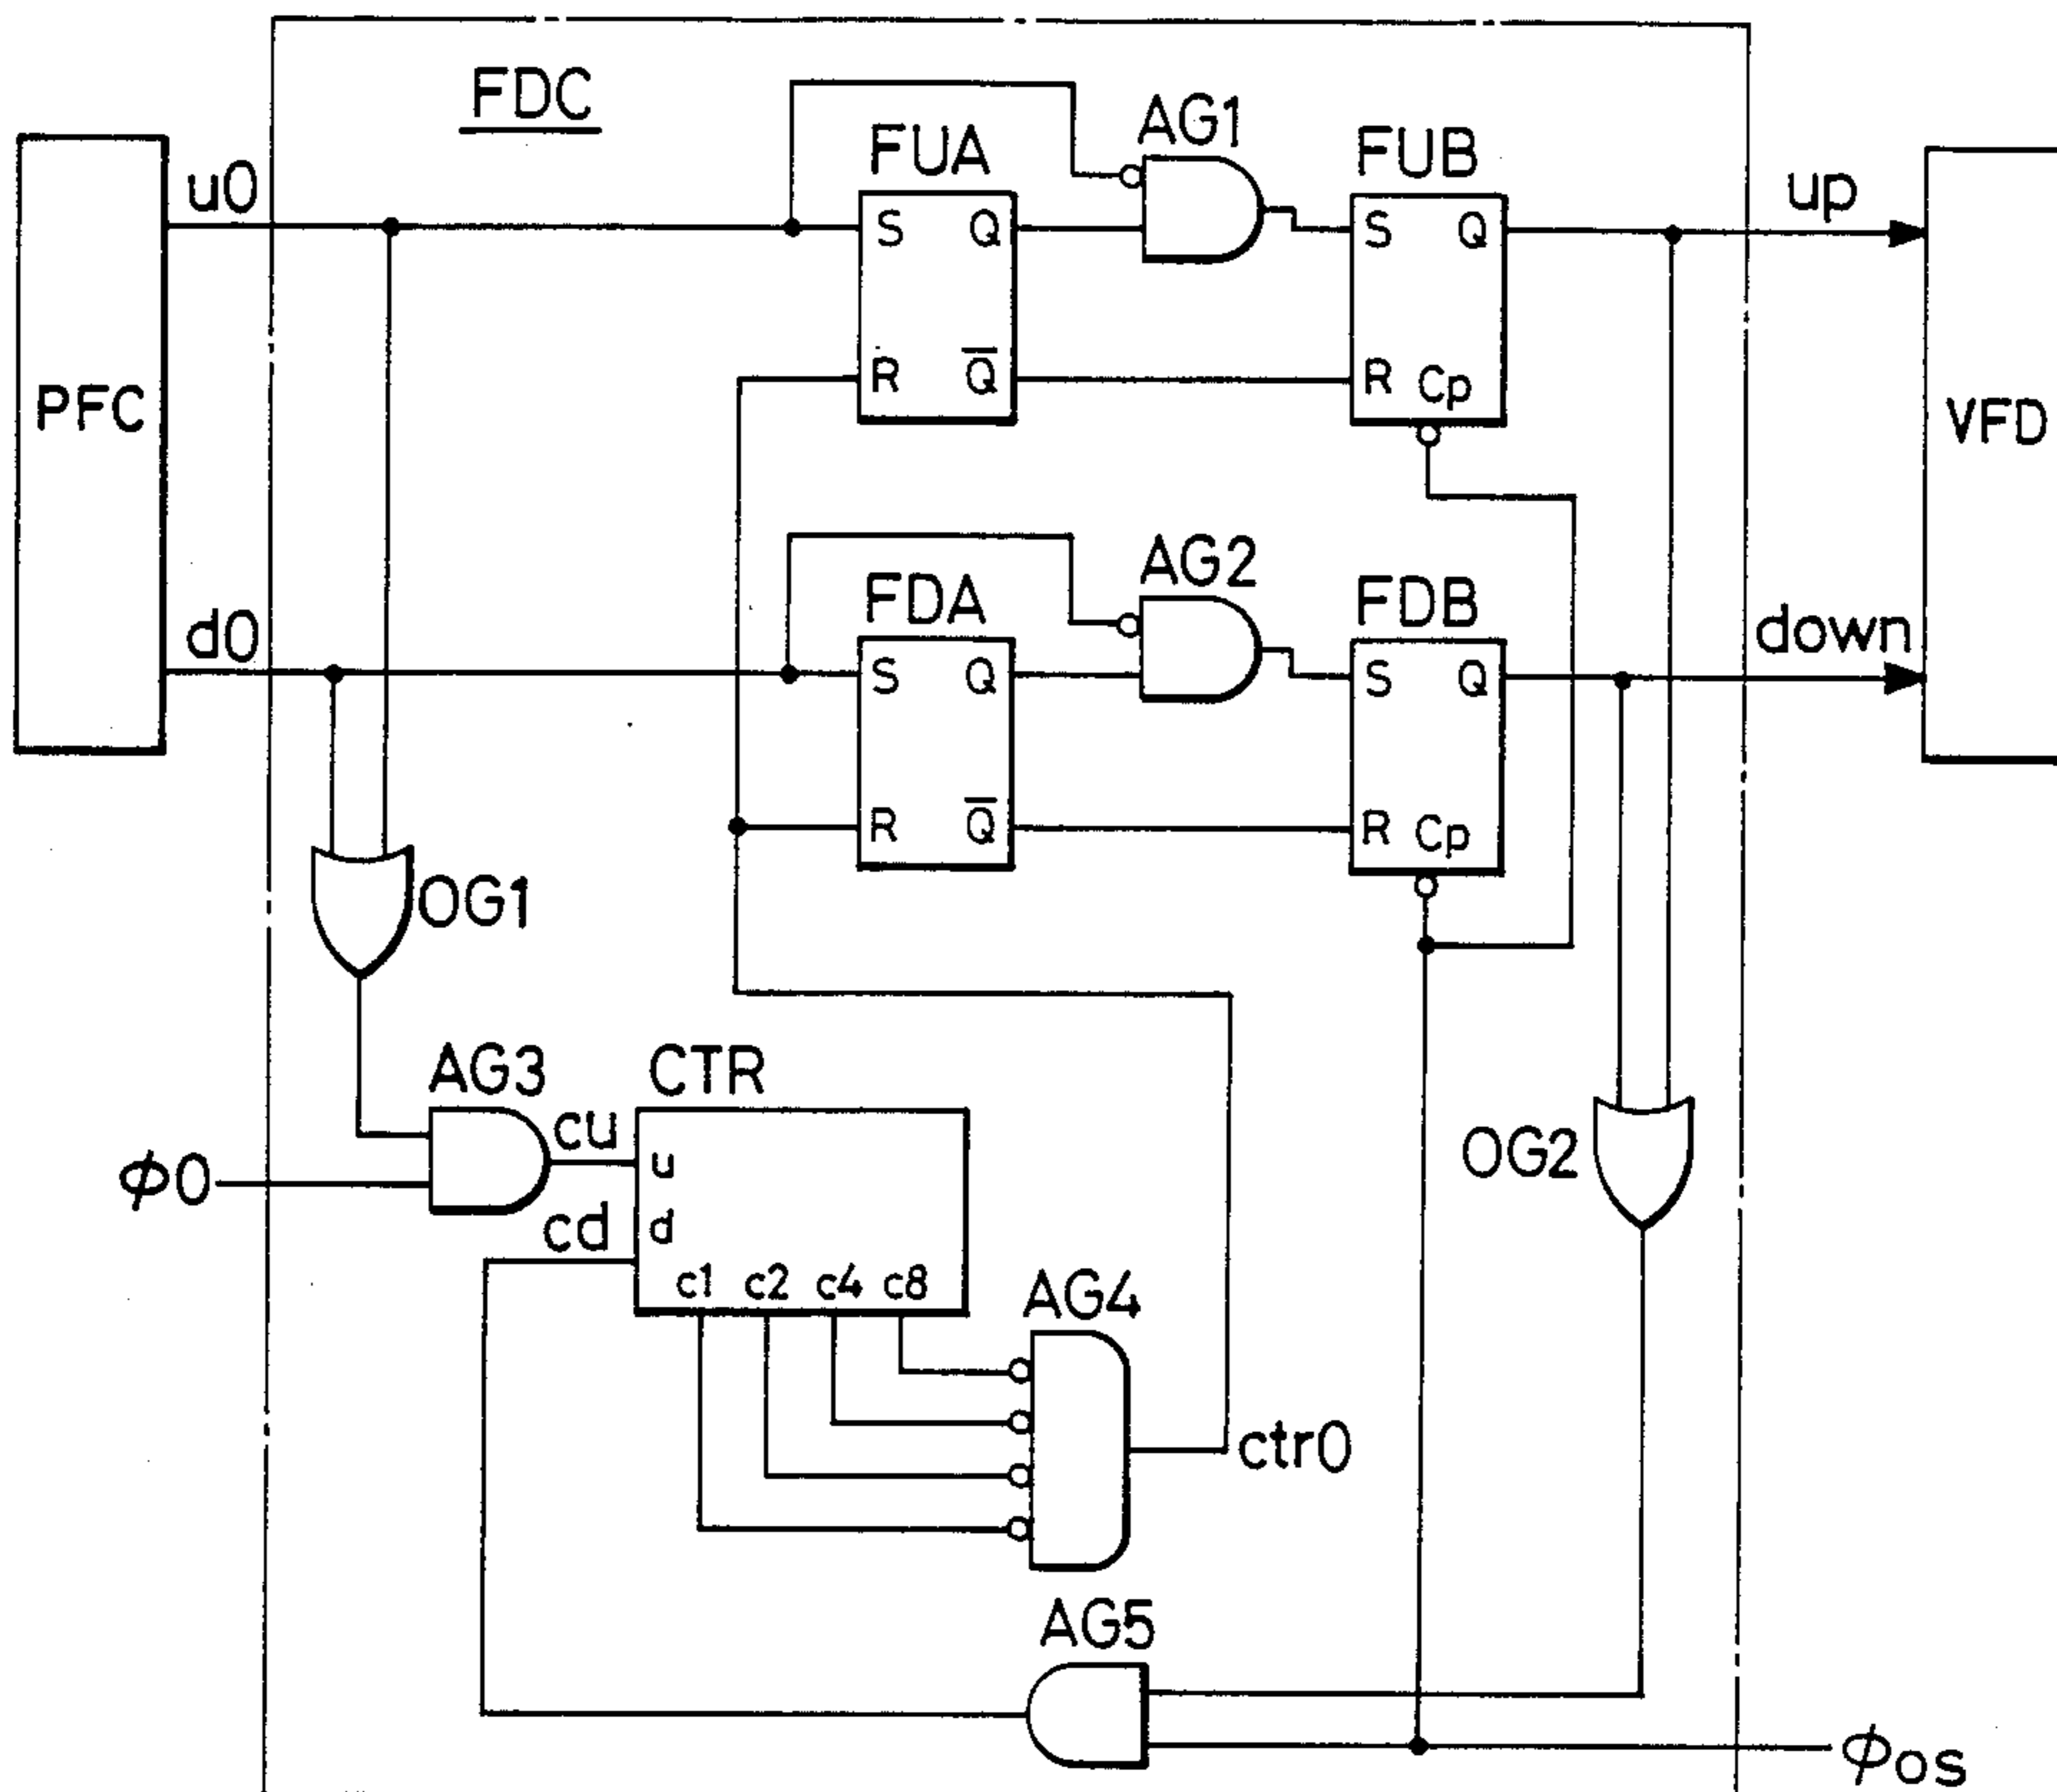 FDC
AG1
FUA
FUB
u0
up
S Q
S Q
R Q̅
R Cp
PFC
VFD
AG2
FDA
FDB
d0
down
S Q
S Q
R Q̅
R Cp
OG1
AG3
CTR
cu
u
OG2
ϕ0
cd
d
c1 c2 c4 c8
AG4
ctr0
AG5
ϕos